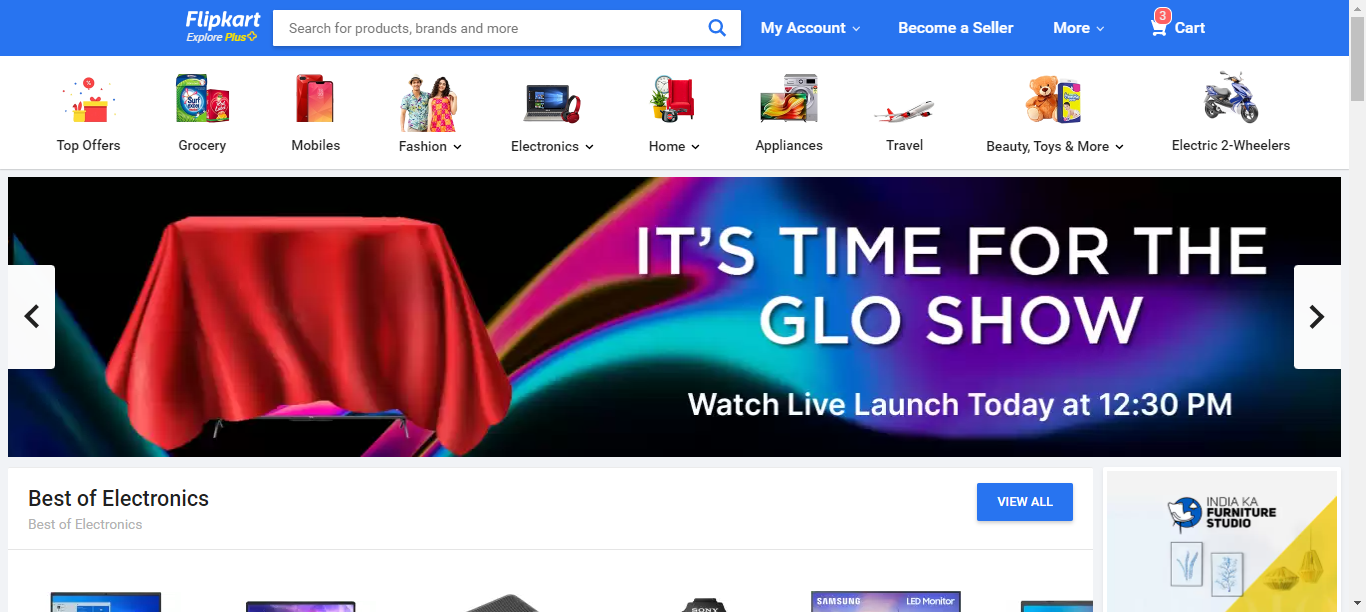 Flipkart
Explore Plus
Search for products, brands and more
My Account
Become a Seller
More
3
Cart
Top Offers
Grocery
Mobiles
Fashion
Electronics
Home
Appliances
Travel
Beauty, Toys & More
Electric 2-Wheelers
IT'S TIME FOR THE
GLO SHOW
Watch Live Launch Today at 12:30 PM
Best of Electronics
Best of Electronics
VIEW ALL
INDIA KA
FURNITURE
STUDIO
SONY
SAMSUNG
LED Monitor